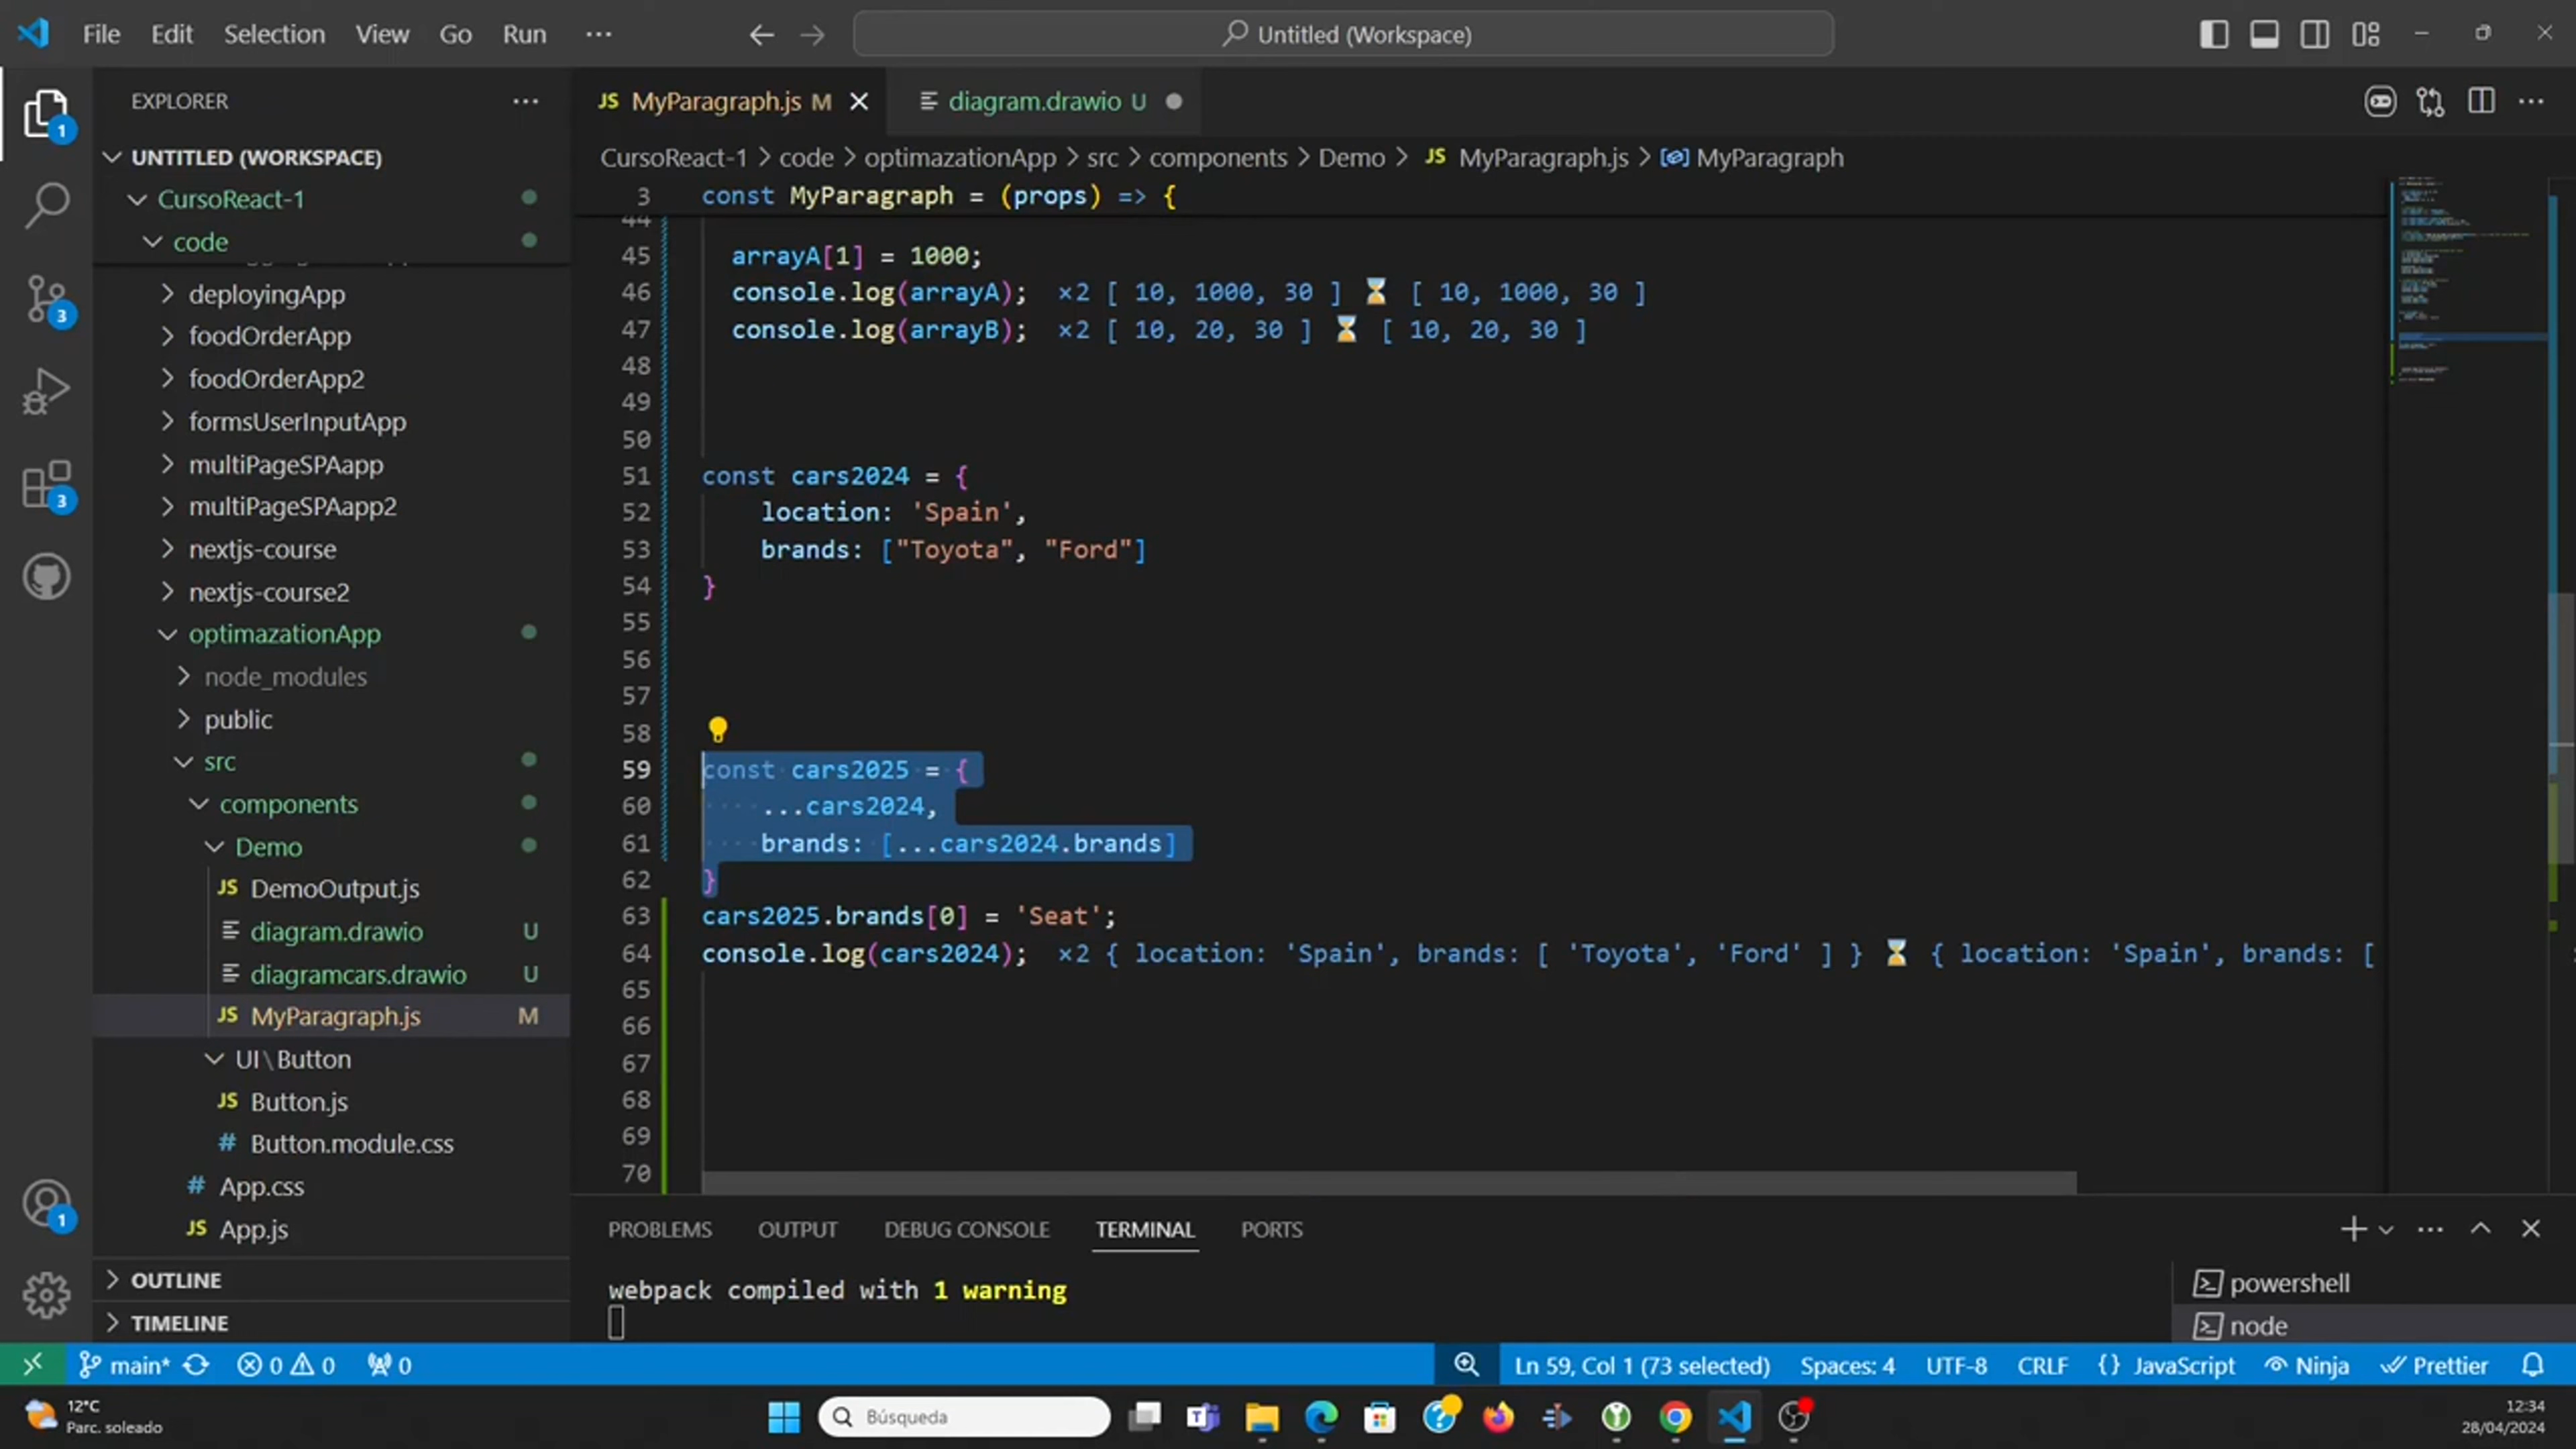 File Edit Selection View Go Run ...
Untitled (Workspace)
EXPLORER
MyParagraph.js M
diagram.drawio U
UNTITLED (WORKSPACE)
CursoReact-1
code
deployingApp
foodOrderApp
foodOrderApp2
formsUserInputApp
multiPageSPAapp
multiPageSPAapp2
nextjs-course
nextjs-course2
optimazationApp
node_modules
public
src
components
Demo
JS DemoOutput.js
diagram.drawio U
diagramcars.drawio U
JS MyParagraph.js M
UI\Button
JS Button.js
# Button.module.css
# App.css
JS App.js
OUTLINE
TIMELINE
CursoReact-1 > code > optimazationApp > src > components > Demo > JS MyParagraph.js > MyParagraph
3 const MyParagraph = (props) => {
44
45 arrayA[1] = 1000;
46 console.log(arrayA); ×2 [ 10, 1000, 30 ] ⌛ [ 10, 1000, 30 ]
47 console.log(arrayB); ×2 [ 10, 20, 30 ] ⌛ [ 10, 20, 30 ]
48
49
50
51 const cars2024 = {
52 location: 'Spain',
53 brands: ["Toyota", "Ford"]
54 }
55
56
57
58
59 const cars2025 = {
60 ...cars2024,
61 brands: [...cars2024.brands]
62 }
63 cars2025.brands[0] = 'Seat';
64 console.log(cars2024); ×2 { location: 'Spain', brands: [ 'Toyota', 'Ford' ] } ⌛ { location: 'Spain', brands: [
65
66
67
68
69
70
PROBLEMS OUTPUT DEBUG CONSOLE TERMINAL PORTS
webpack compiled with 1 warning
powershell
node
1
3
3
1
main* 0 0 0
Ln 59, Col 1 (73 selected) Spaces: 4 UTF-8 CRLF {} JavaScript Ninja Prettier
12°C
Parc. soleado
Búsqueda
12:34
28/04/2024